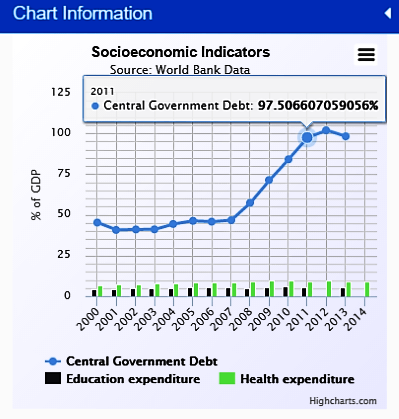 Chart Information
Socioeconomic Indicators
Source: World Bank Data
2011
Central Government Debt: 97.5066070590​56%
125
100
75
50
25
0
% of GDP
2000 2001 2002 2003 2004 2005 2006 2007 2008 2009 2010 2011 2012 2013 2014
Central Government Debt
Education expenditure Health expenditure
Highcharts.com